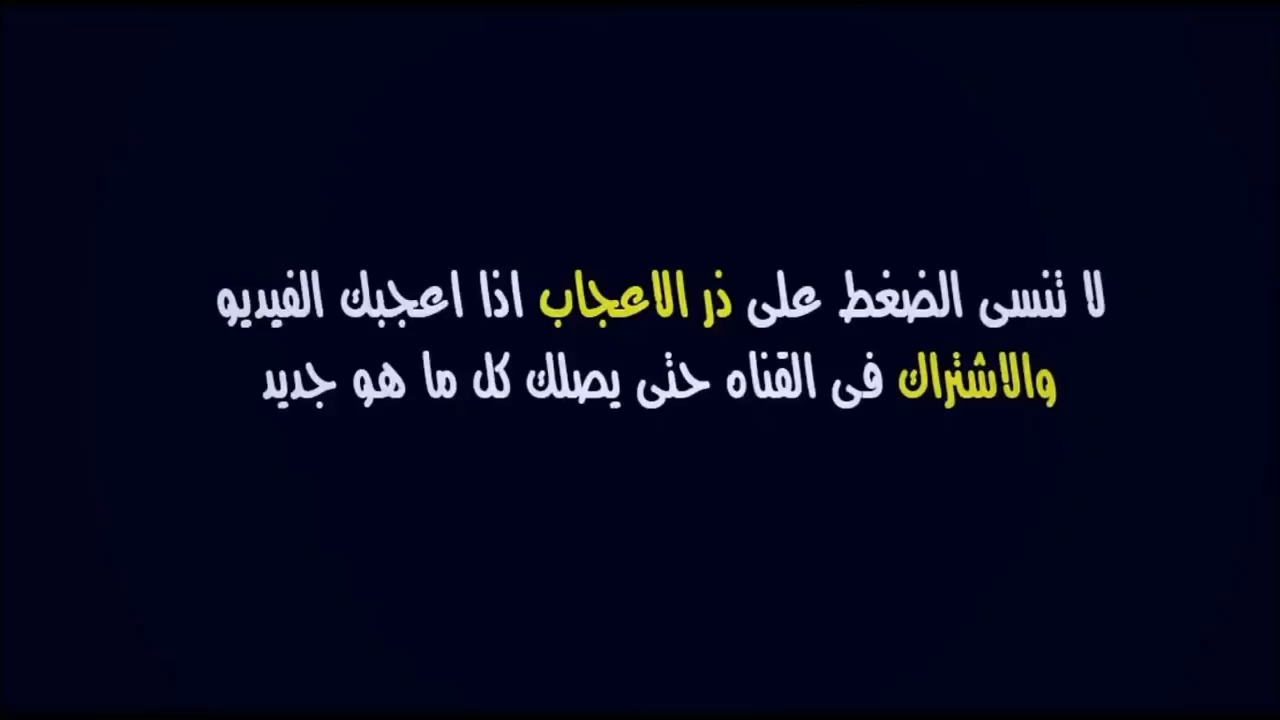 لا تنسى الضغط على ذر الاعجاب اذا اعجبك الفيديو
والاشتراك فى القناه حتى يصلك كل ما هو جديد